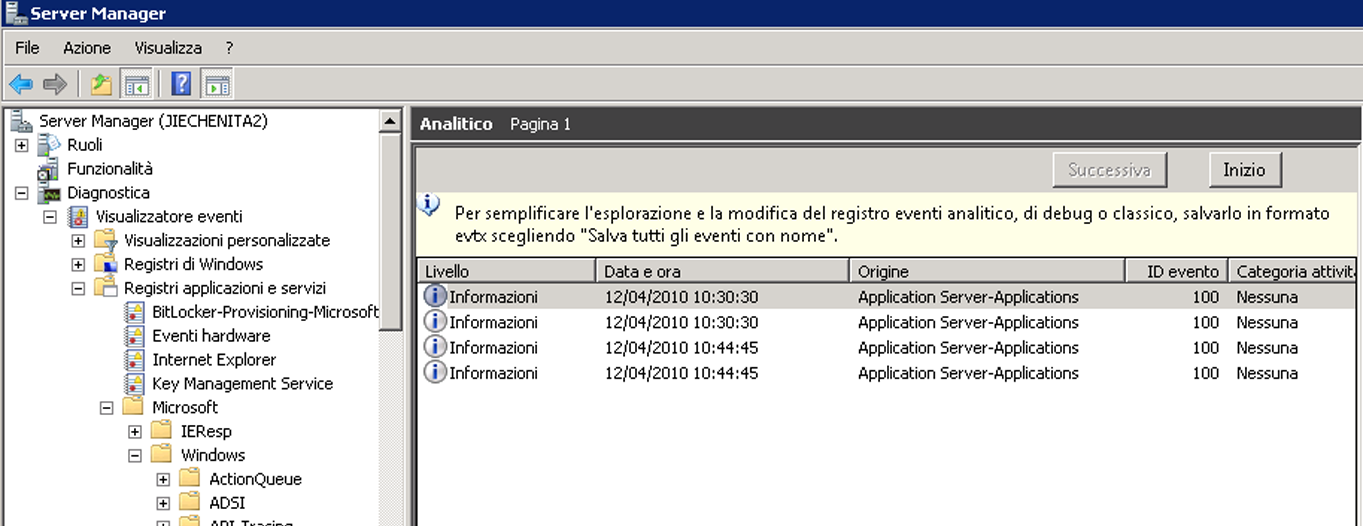 Server Manager
File Azione Visualizza ?
Server Manager (JIECHENITA2)
Ruoli
Funzionalità
Diagnostica
Visualizzatore eventi
Visualizzazioni personalizzate
Registri di Windows
Registri applicazioni e servizi
BitLocker-Provisioning-Microsoft
Eventi hardware
Internet Explorer
Key Management Service
Microsoft
IEResp
Windows
ActionQueue
ADSI
API-Tracing
Analitico Pagina 1
Successiva Inizio
Per semplificare l'esplorazione e la modifica del registro eventi analitico, di debug o classico, salvarlo in formato
evtx scegliendo "Salva tutti gli eventi con nome".
Livello Data e ora Origine ID evento Categoria attivit
Informazioni 12/04/2010 10:30:30 Application Server-Applications 100 Nessuna
Informazioni 12/04/2010 10:30:30 Application Server-Applications 100 Nessuna
Informazioni 12/04/2010 10:44:45 Application Server-Applications 100 Nessuna
Informazioni 12/04/2010 10:44:45 Application Server-Applications 100 Nessuna